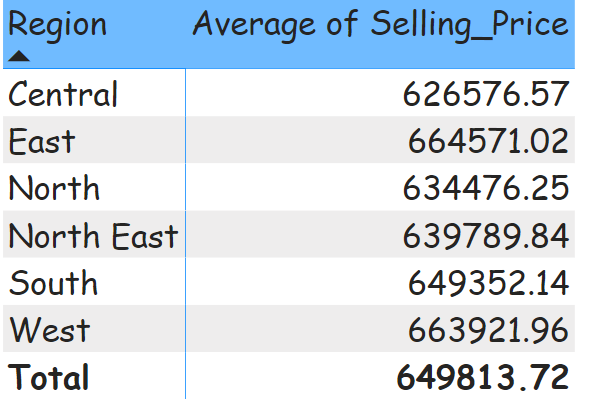 Region Average of Selling_Price
Central 626576.57
East 664571.02
North 634476.25
North East 639789.84
South 649352.14
West 663921.96
Total 649813.72